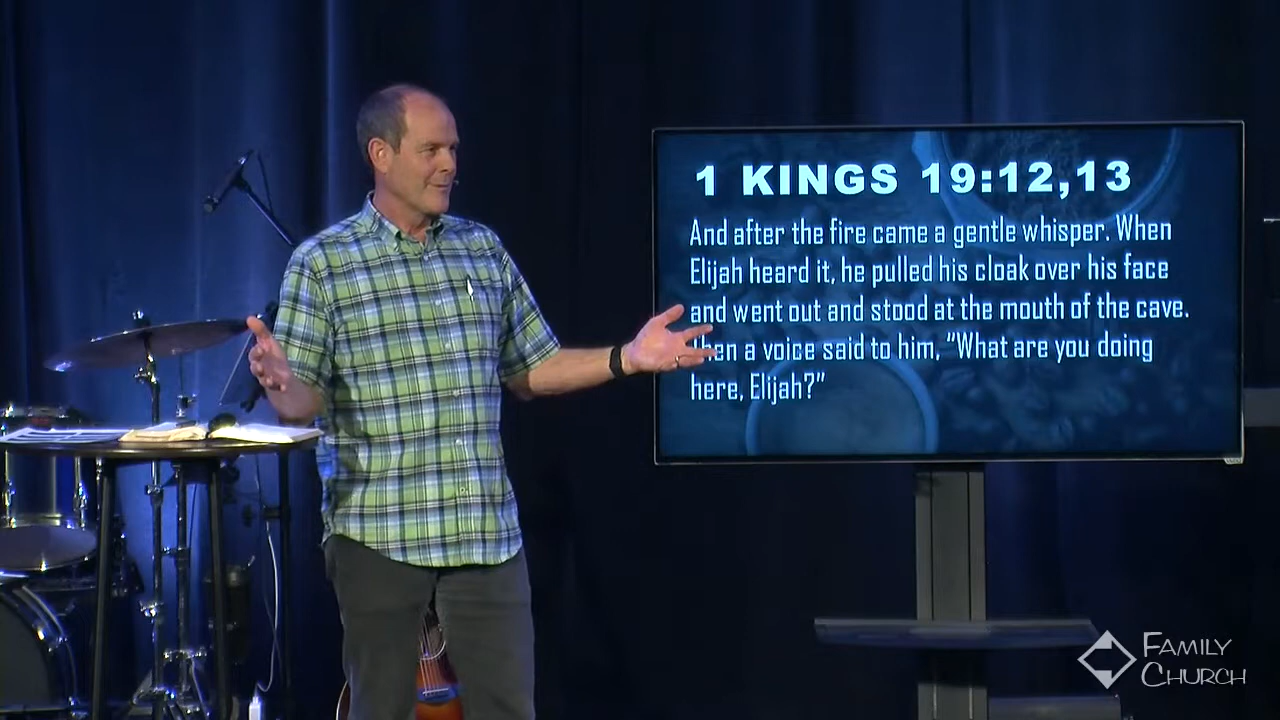 1 KINGS 19:12,13
And after the fire came a gentle whisper. When
Elijah heard it, he pulled his cloak over his face
and went out and stood at the mouth of the cave.
Then a voice said to him, “What are you doing
here, Elijah?”
FAMILY
CHURCH